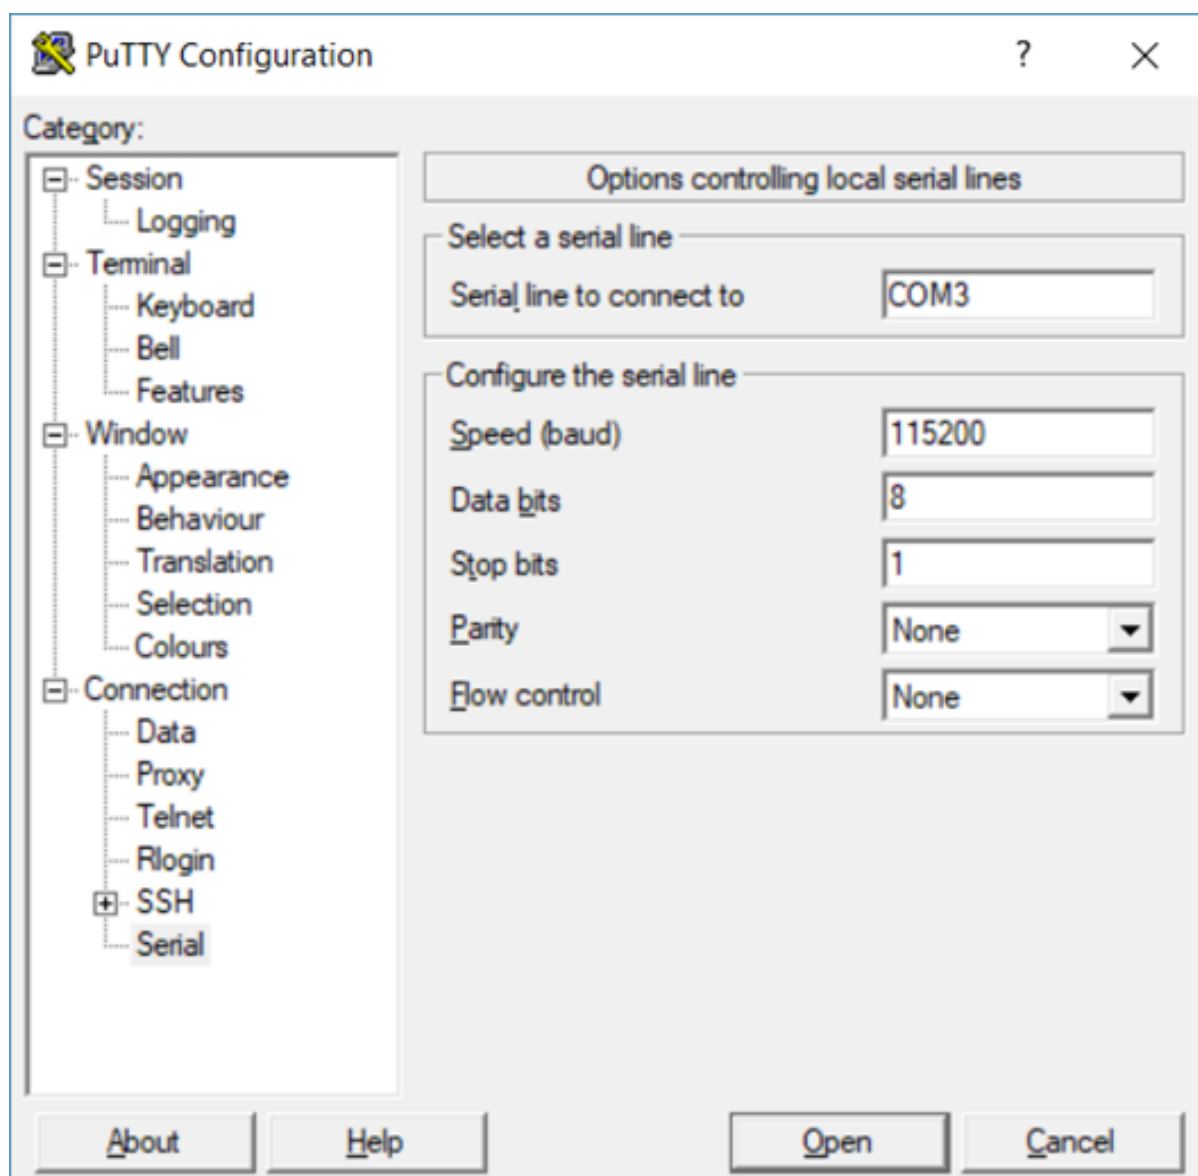 PuTTY Configuration
?
Category:
Session
Logging
Terminal
Keyboard
Bell
Features
Window
Appearance
Behaviour
Translation
Selection
Colours
Connection
Data
Proxy
Telnet
Rlogin
SSH
Serial
Options controlling local serial lines
Select a serial line
Serial line to connect to COM3
Configure the serial line
Speed (baud) 115200
Data bits 8
Stop bits 1
Parity None
Flow control None
About Help Open Cancel